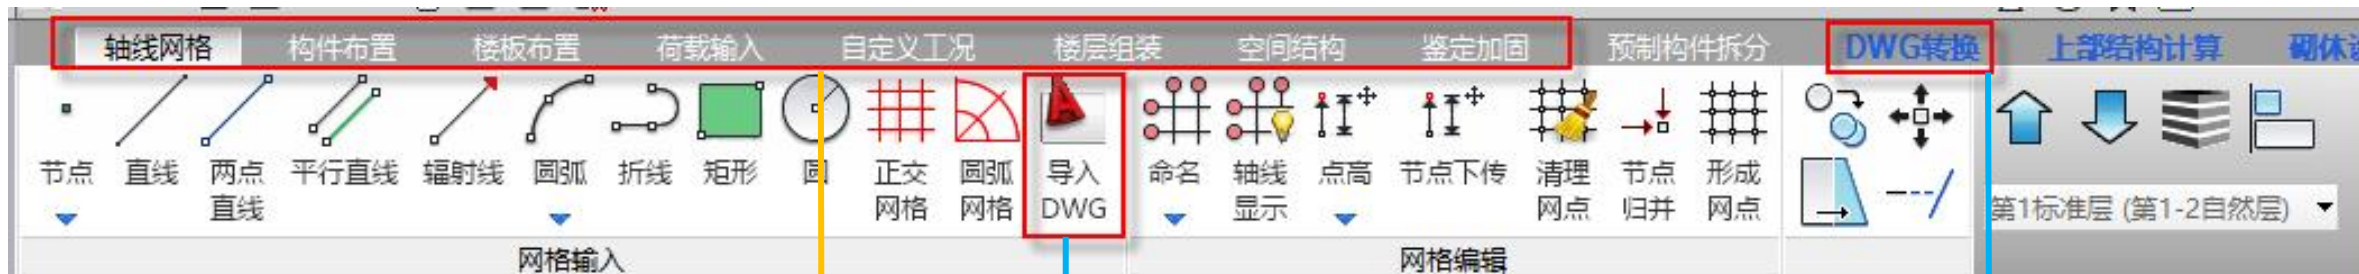 轴线网格 构件布置 楼板布置 荷载输入 自定义工况 楼层组装 空间结构 鉴定加固 预制构件拆分 DWG转换 上部结构计算 砌体
节点 直线 两点 平行直线 辐射线 圆弧 折线 矩形 圆 正交 圆弧 导入 命名 轴线 点高 节点下传 清理 节点 形成
直线 网格 网格 DWG 显示 网点 归并 网点
第1标准层 (第1-2自然层)
网格输入 网格编辑